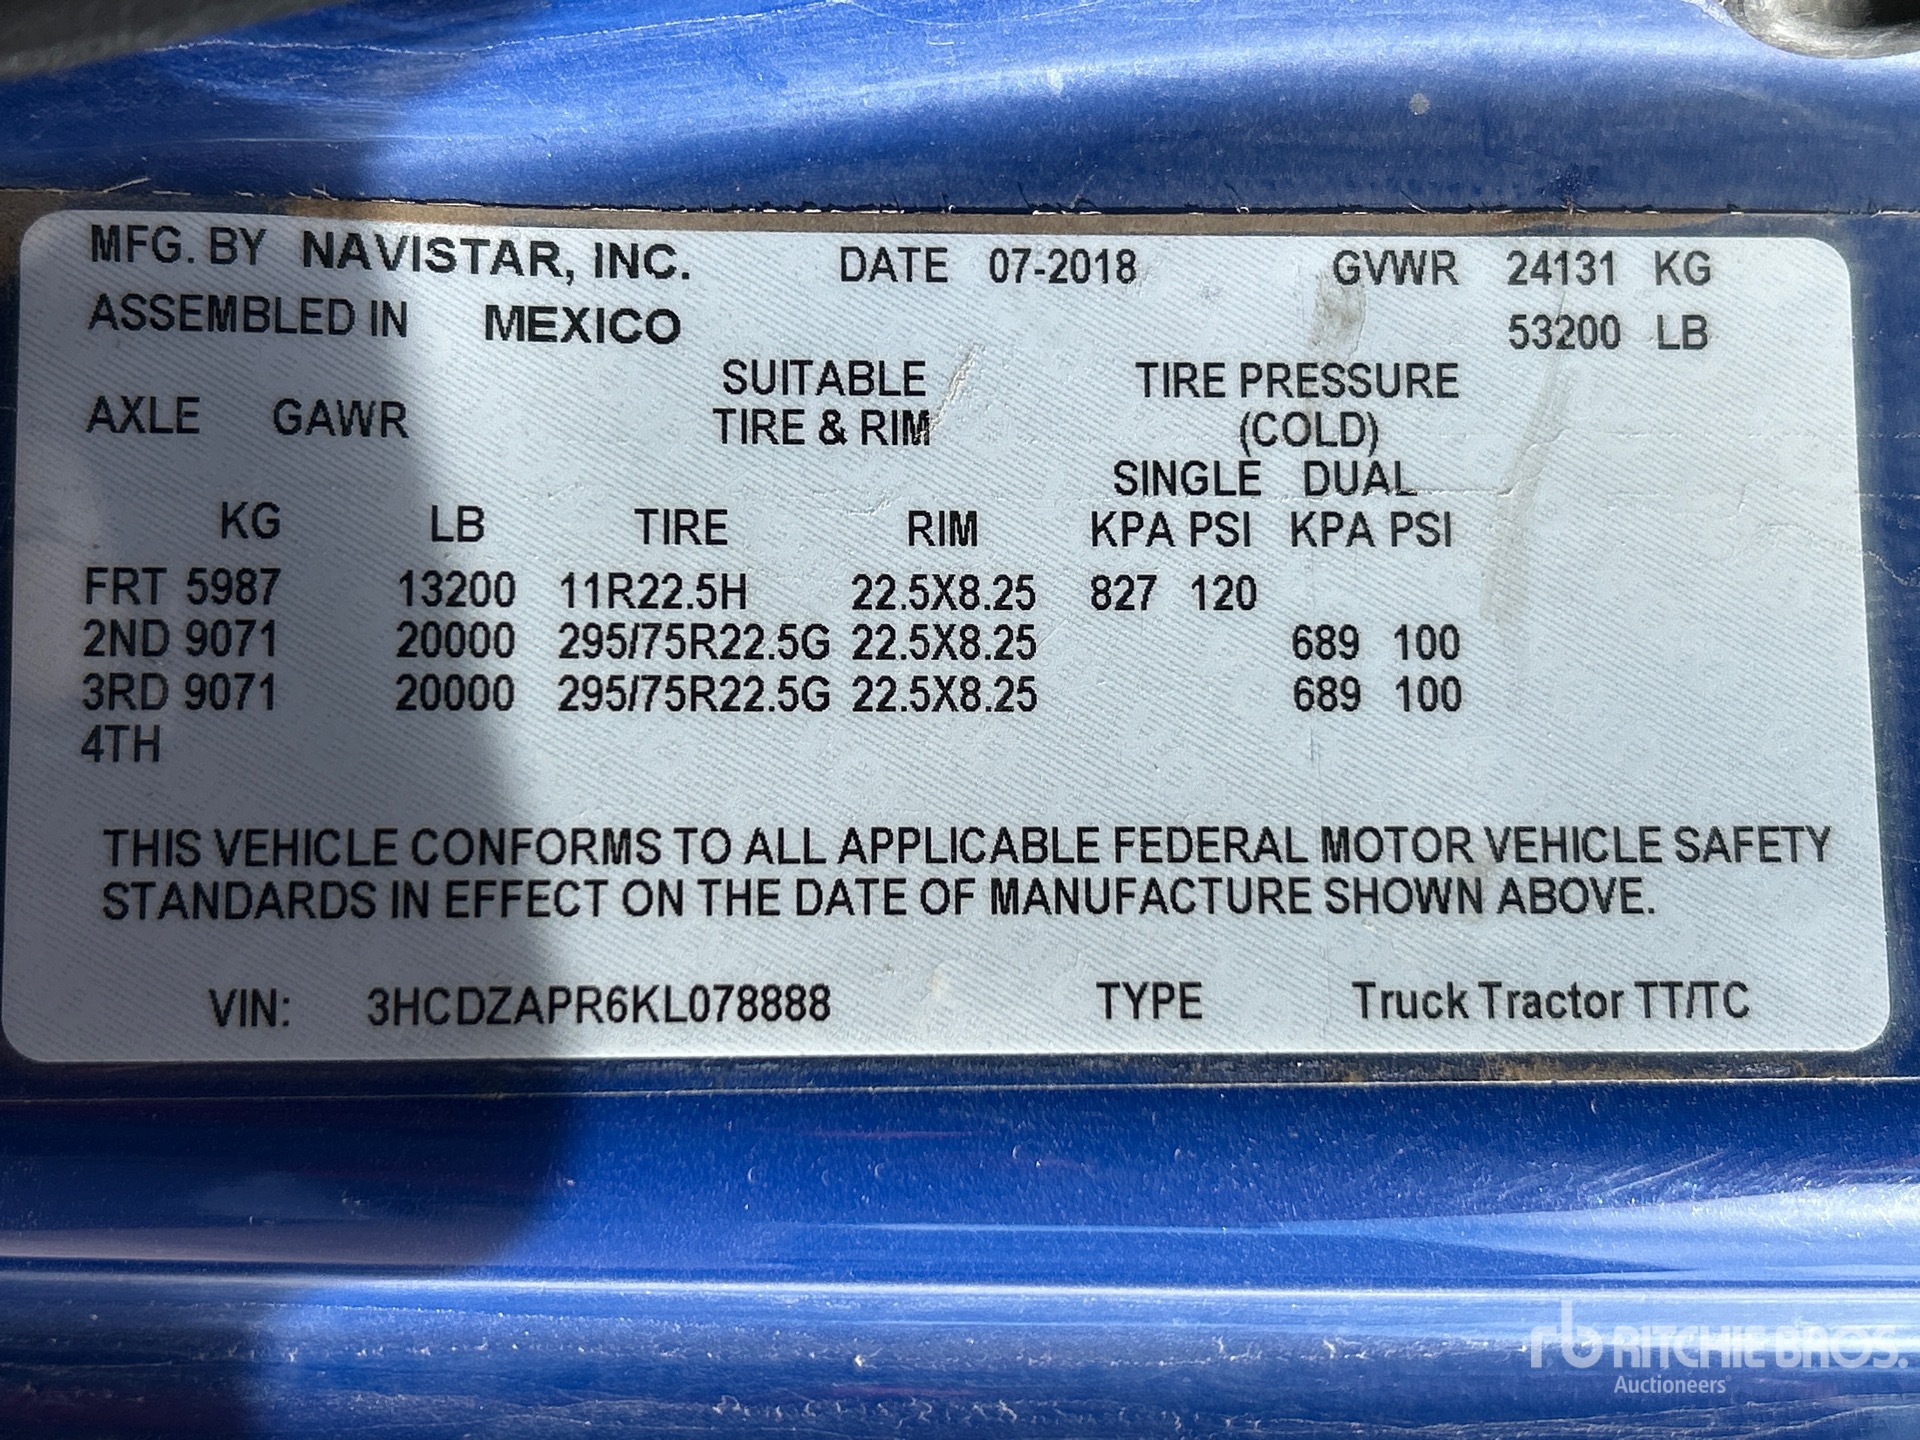 MFG. BY NAVISTAR, INC. DATE 07-2018 GVWR 24131 KG
ASSEMBLED IN MEXICO 53200 LB
SUITABLE TIRE PRESSURE
AXLE GAWR TIRE & RIM (COLD)
SINGLE DUAL
KG LB TIRE RIM KPA PSI KPA PSI
FRT 5987 13200 11R22.5H 22.5X8.25 827 120
2ND 9071 20000 295/75R22.5G 22.5X8.25 689 100
3RD 9071 20000 295/75R22.5G 22.5X8.25 689 100
4TH
THIS VEHICLE CONFORMS TO ALL APPLICABLE FEDERAL MOTOR VEHICLE SAFETY
STANDARDS IN EFFECT ON THE DATE OF MANUFACTURE SHOWN ABOVE.
VIN: 3HCDZAPR6KL078888 TYPE Truck Tractor TT/TC
rb RITCHIE BROS.
Auctioneers